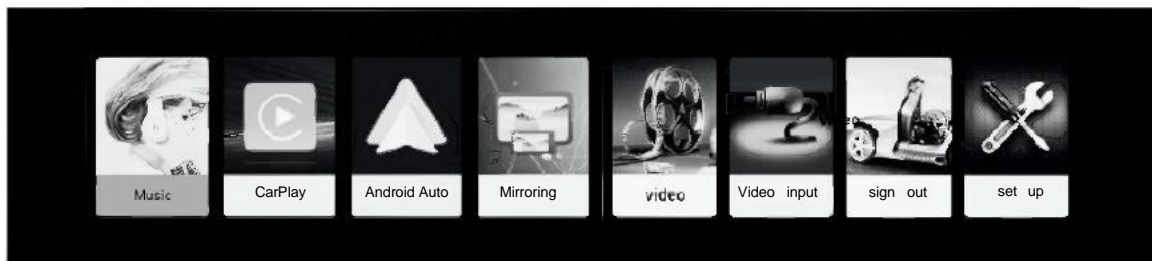 Music
CarPlay
Android Auto
Mirroring
video
Video input
sign out
set up